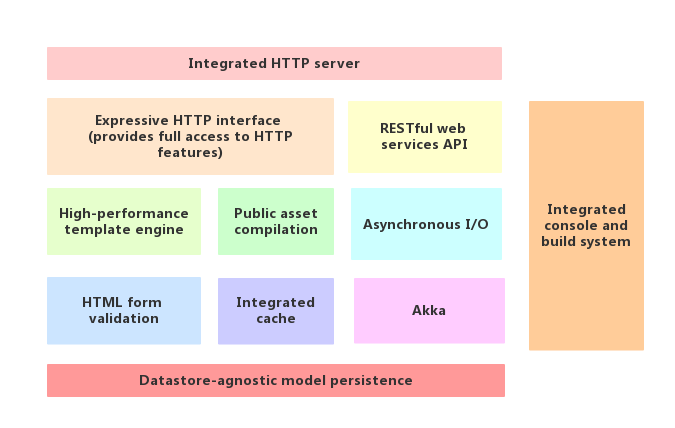 Integrated HTTP server
Expressive HTTP interface
(provides full access to HTTP
features)
RESTful web
services API
High-performance
template engine
Public asset
compilation
Asynchronous I/O
Integrated
console and
build system
HTML form
validation
Integrated
cache
Akka
Datastore-agnostic model persistence